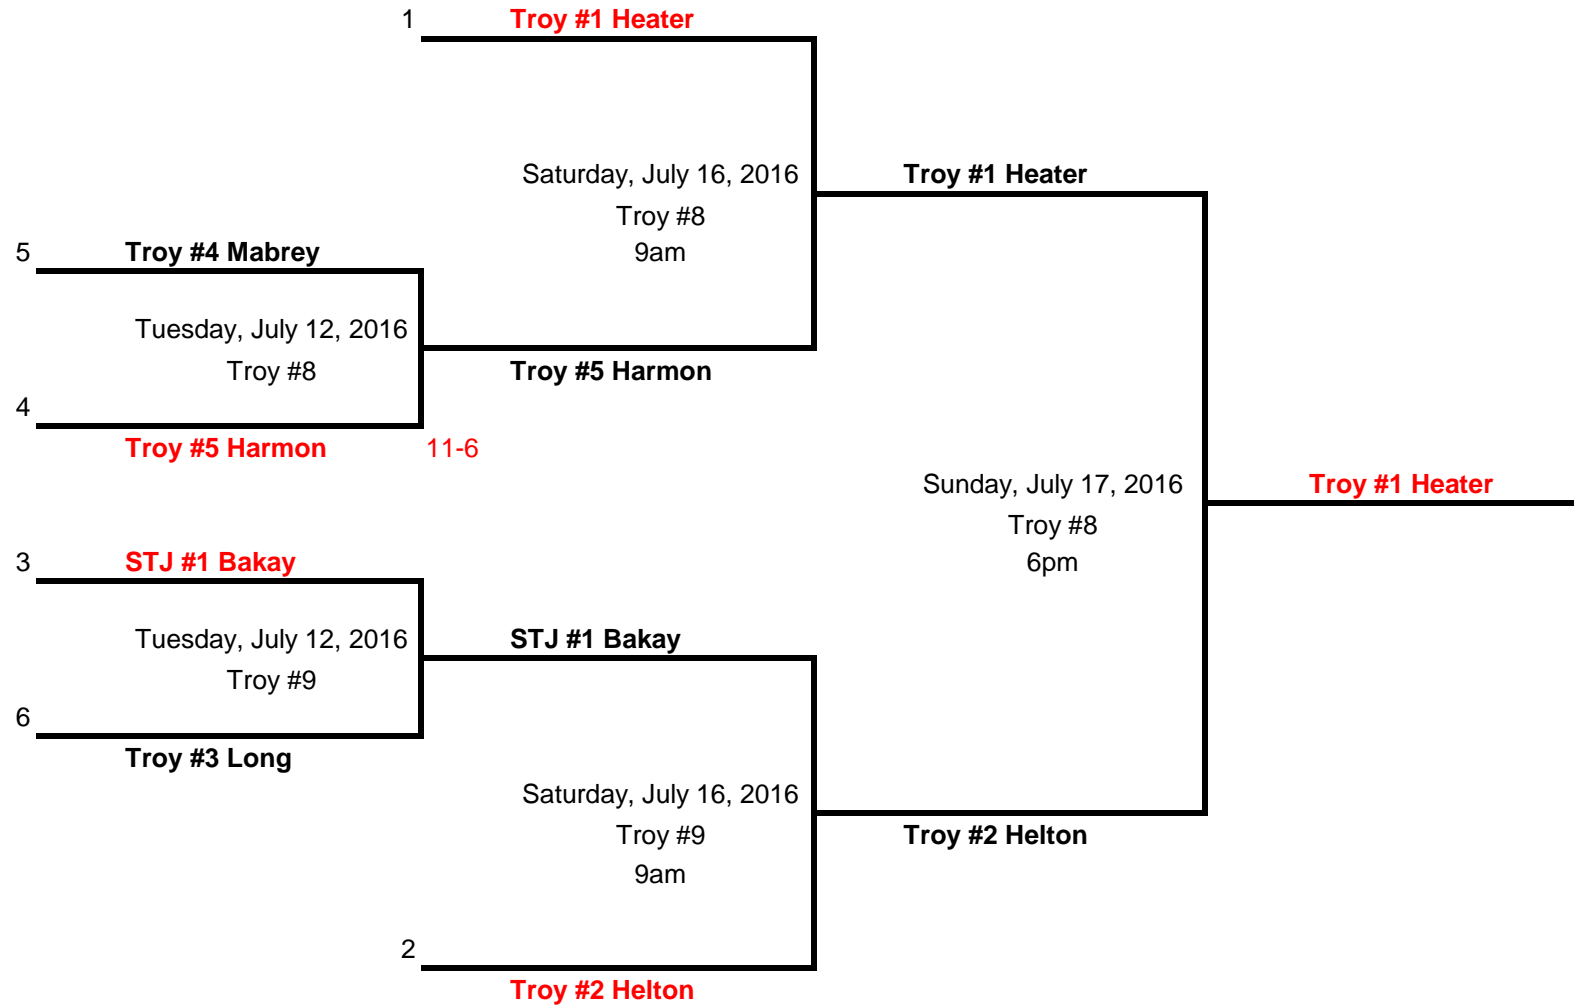 1 Troy #1 Heater
Saturday, July 16, 2016
Troy #8
9am
Troy #1 Heater
5 Troy #4 Mabrey
Tuesday, July 12, 2016
Troy #8
Troy #5 Harmon
4
Troy #5 Harmon 11-6
Sunday, July 17, 2016
Troy #8
6pm
Troy #1 Heater
3 STJ #1 Bakay
Tuesday, July 12, 2016
Troy #9
STJ #1 Bakay
6
Troy #3 Long
Saturday, July 16, 2016
Troy #9
9am
Troy #2 Helton
2
Troy #2 Helton